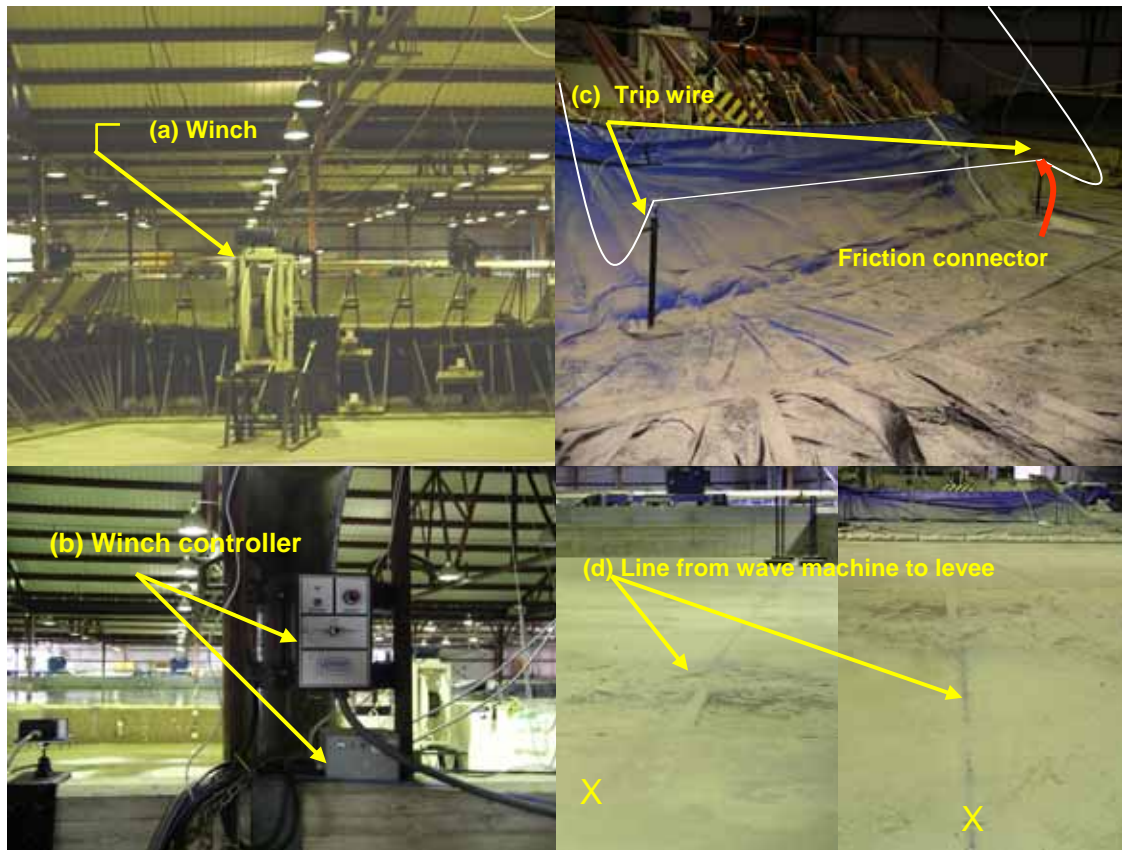 (a) Winch
(c) Trip wire
Friction connector
(b) Winch controller
(d) Line from wave machine to levee
X
X